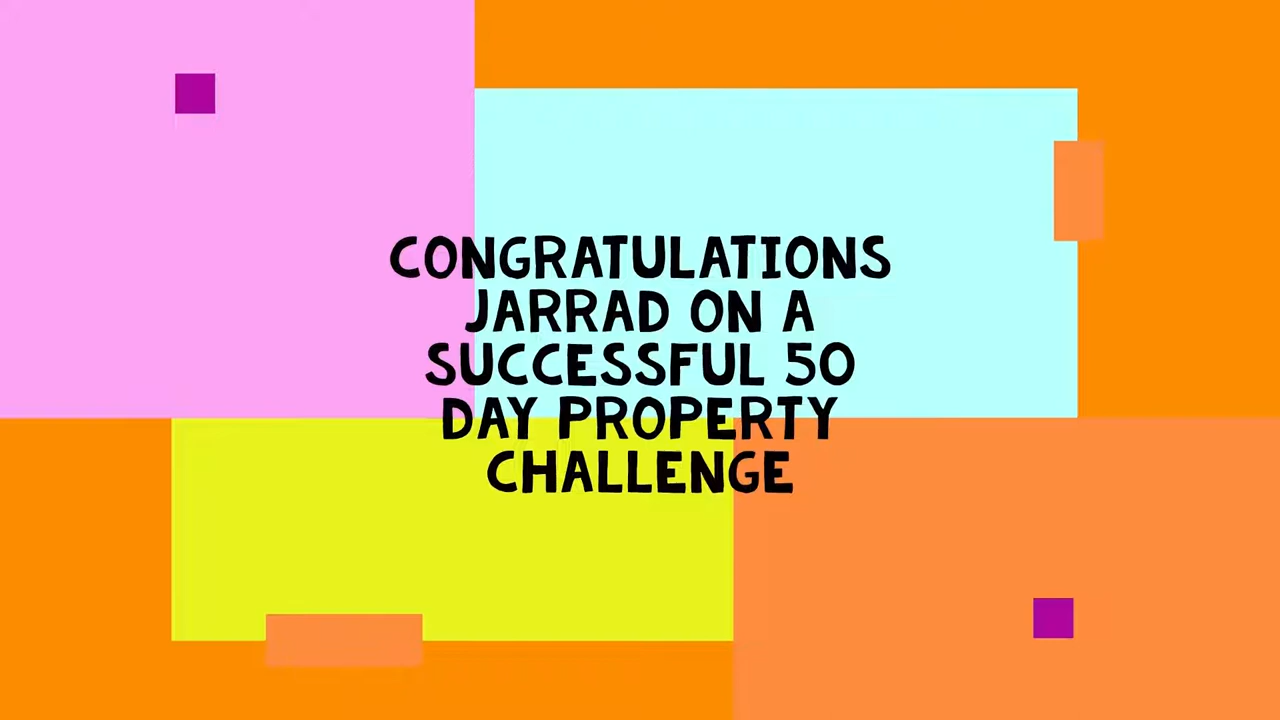 CONGRATULATIONS
JARRAD ON A
SUCCESSFUL 50
DAY PROPERTY
CHALLENGE